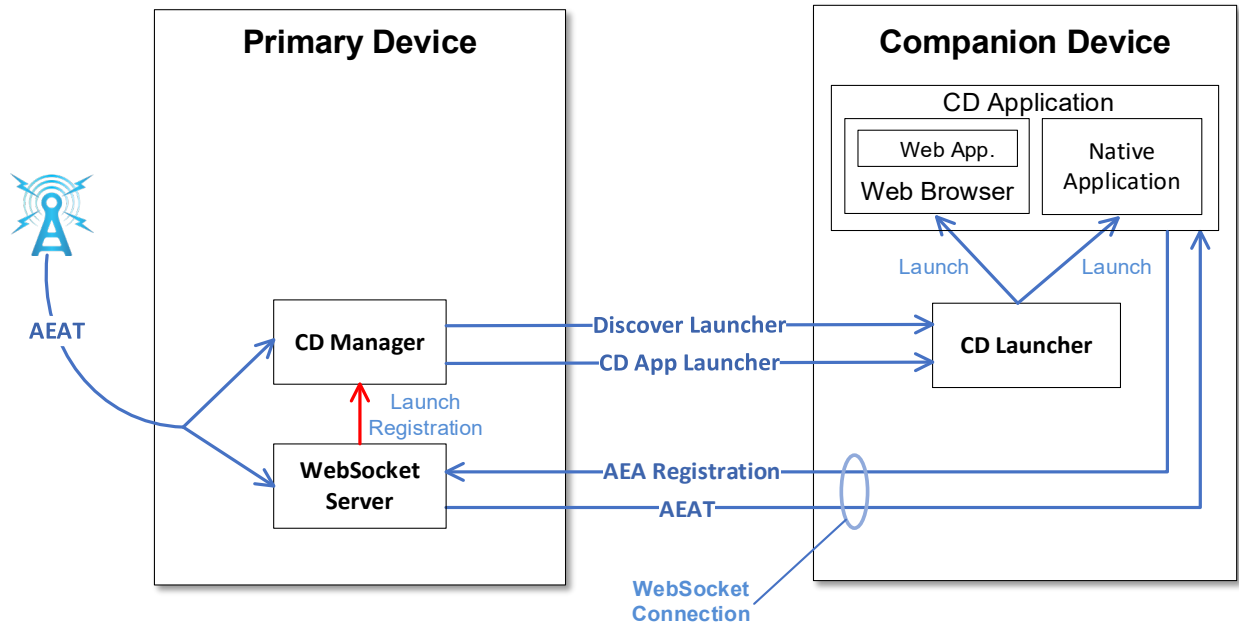 Primary Device
Companion Device
CD Application
Web App.
Web Browser
Native
Application
Launch
Launch
AEAT
CD Manager
Discover Launcher
CD App Launcher
CD Launcher
Launch
Registration
WebSocket
Server
AEA Registration
AEAT
WebSocket
Connection